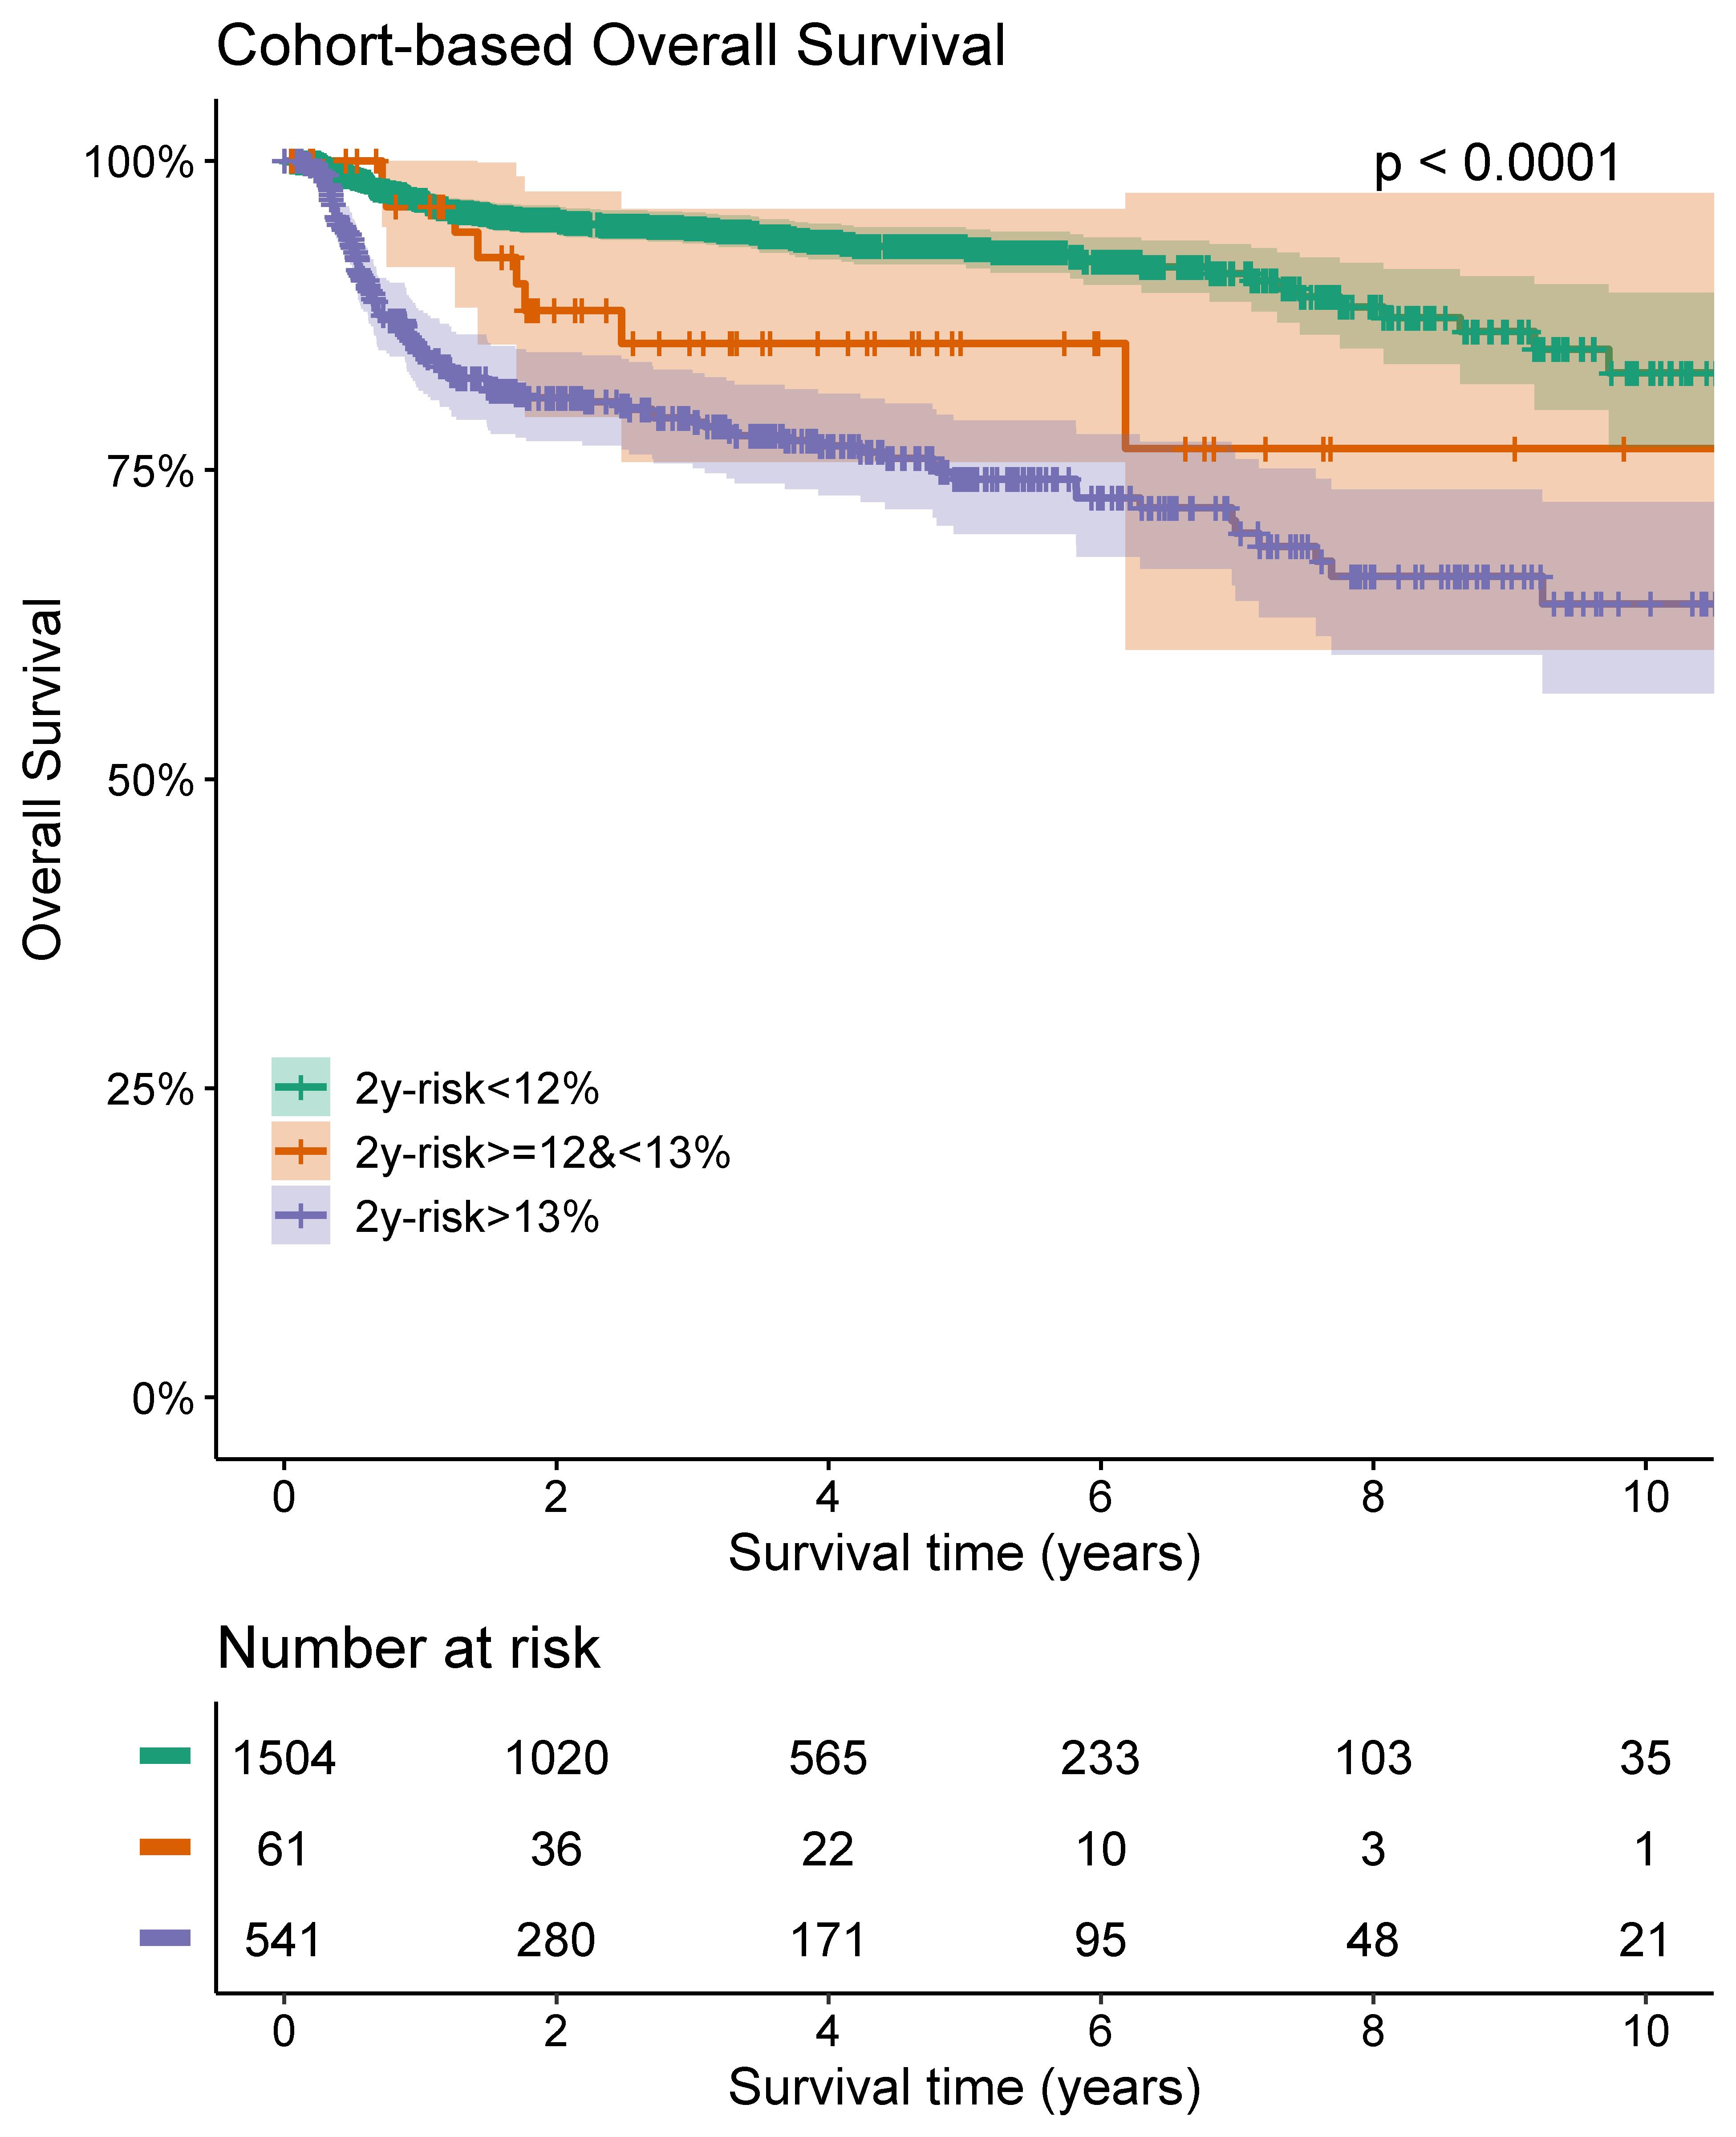 Cohort-based Overall Survival
p < 0.0001
100%
75%
50%
25%
0%
Overall Survival
2y-risk<12%
2y-risk>=12&<13%
2y-risk>13%
0 2 4 6 8 10
Survival time (years)
Number at risk
1504 1020 565 233 103 35
61 36 22 10 3 1
541 280 171 95 48 21
0 2 4 6 8 10
Survival time (years)